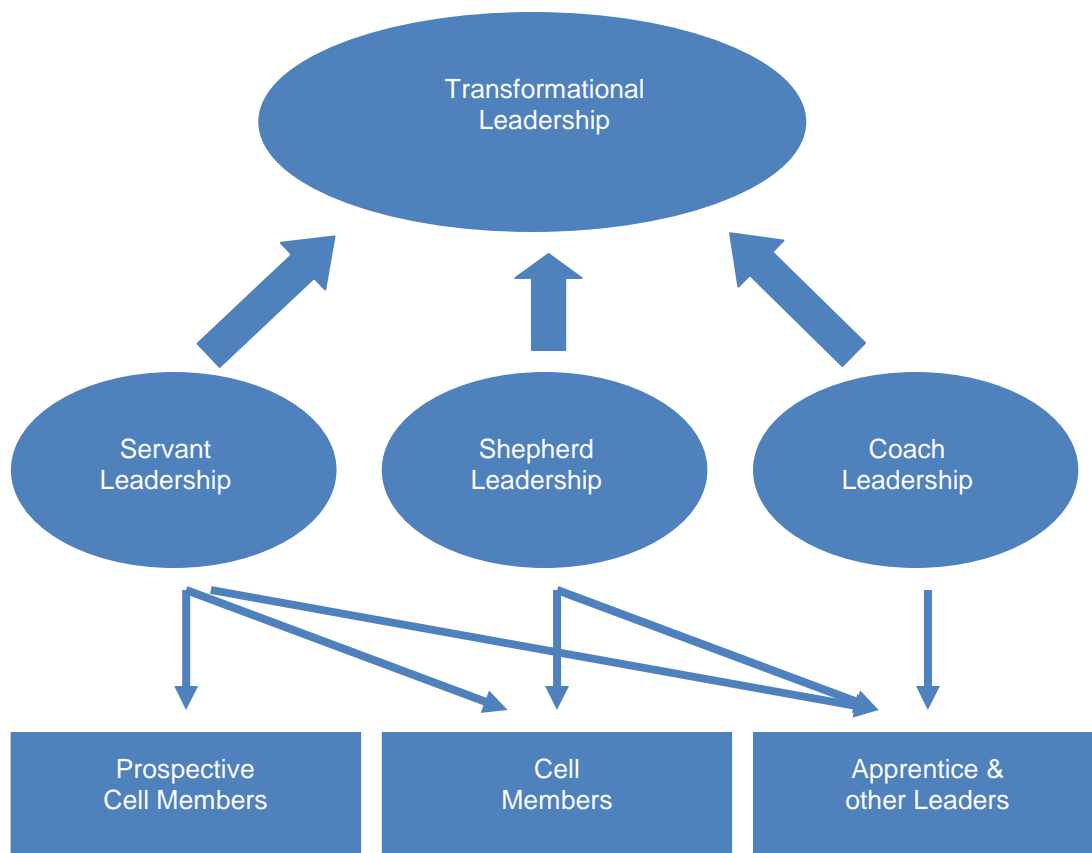 Transformational
Leadership
Servant
Leadership
Shepherd
Leadership
Coach
Leadership
Prospective
Cell Members
Cell
Members
Apprentice &
other Leaders